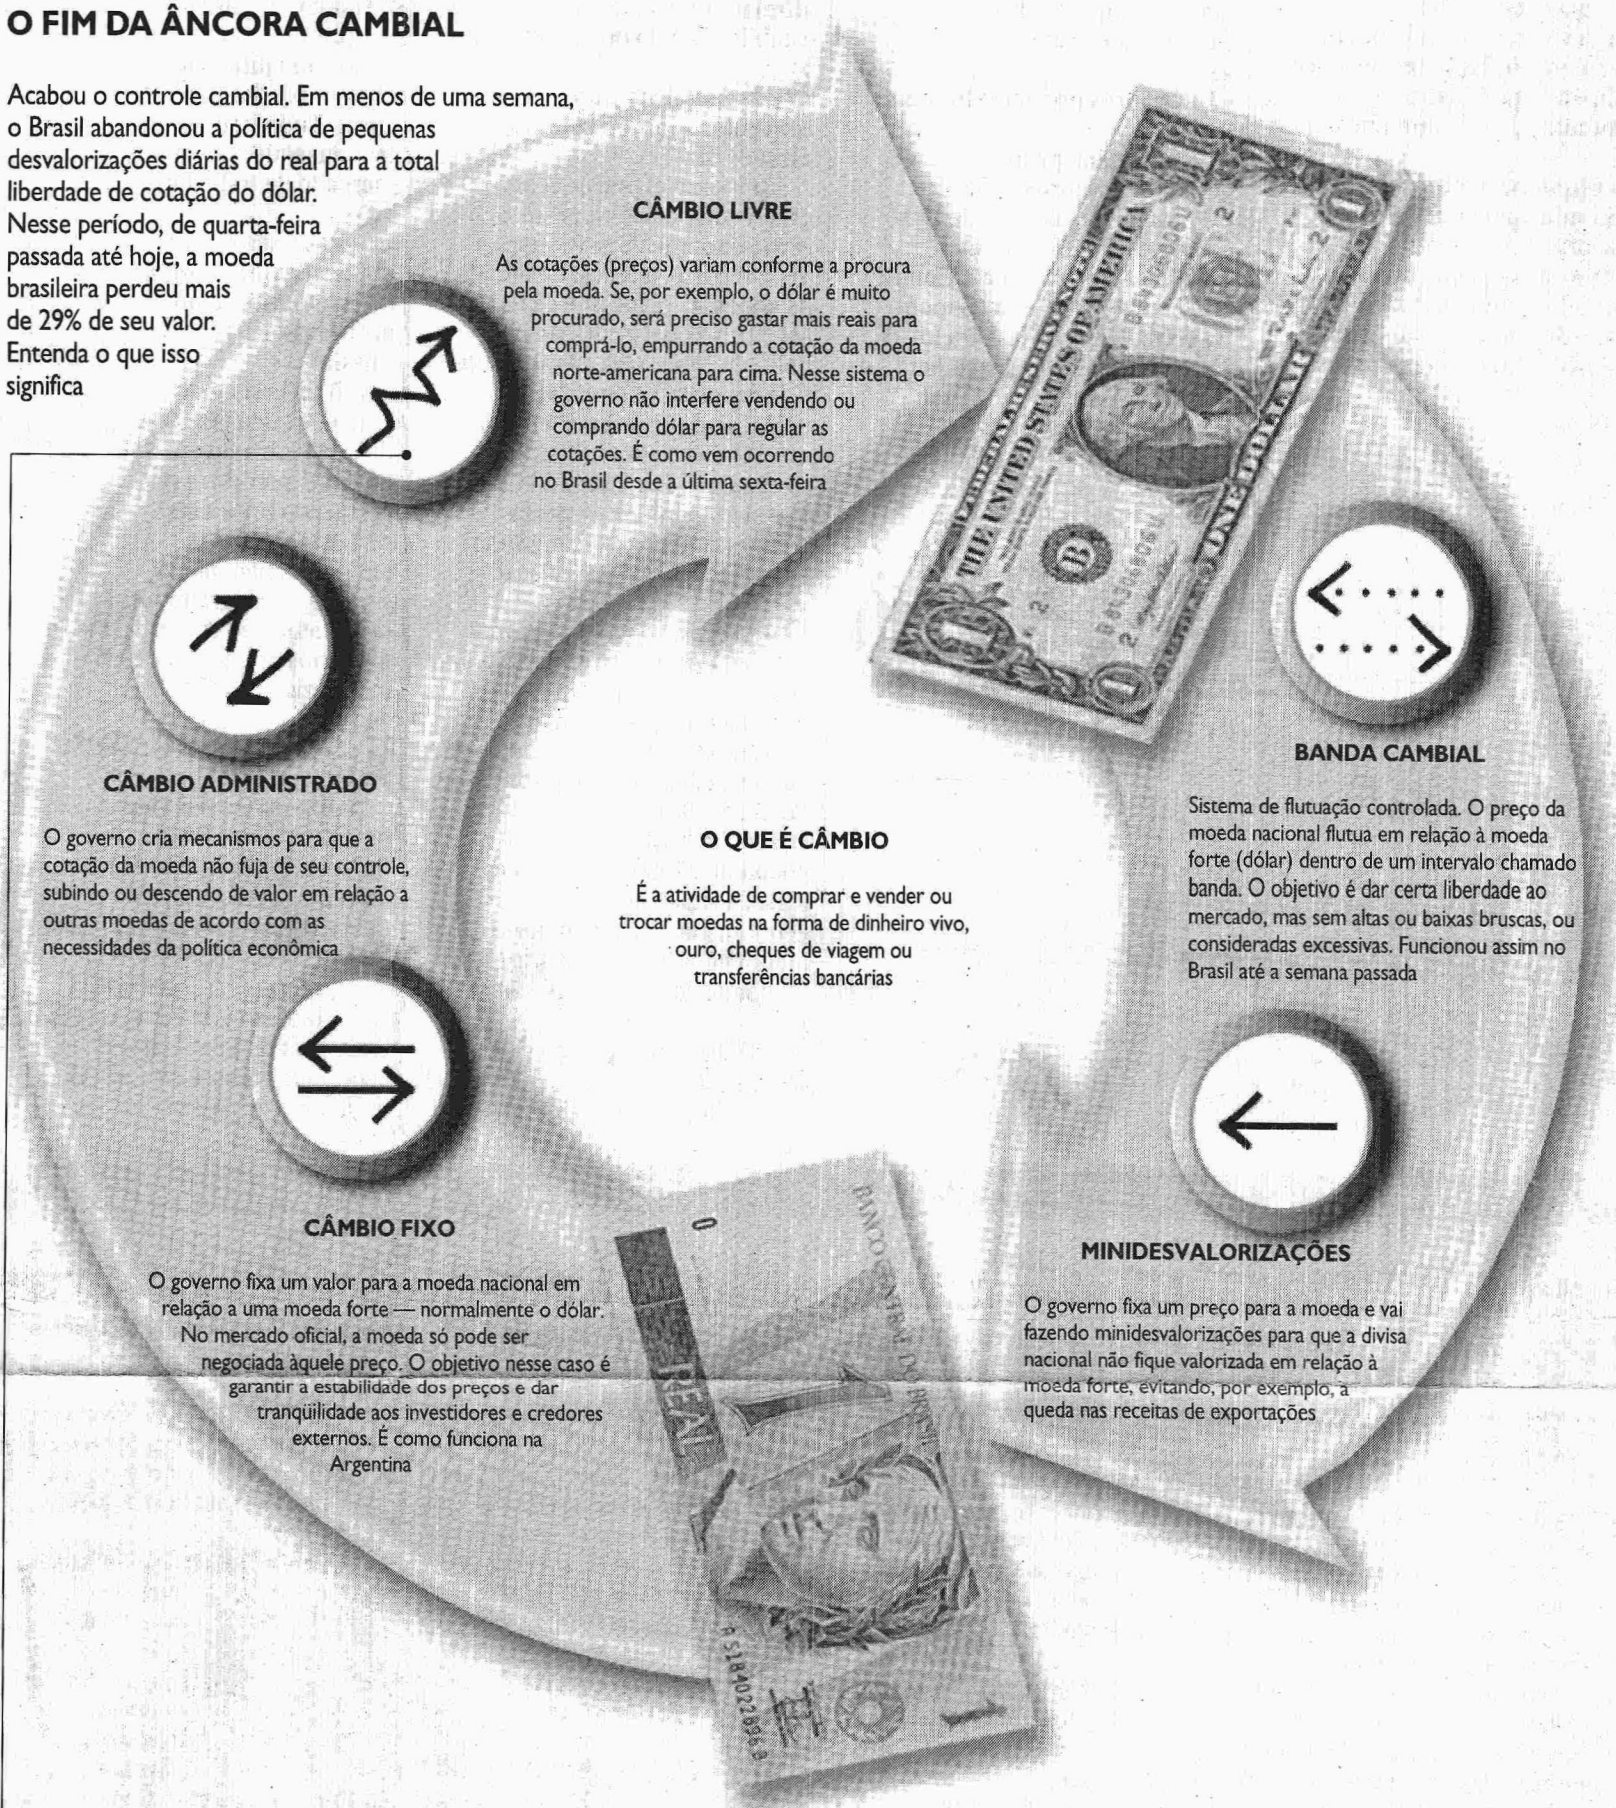 O FIM DA ÂNCORA CAMBIAL
Acabou o controle cambial. Em menos de uma semana,
o Brasil abandonou a política de pequenas
desvalorizações diárias do real para a total
liberdade de cotação do dólar.
Nesse período, de quarta-feira
passada até hoje, a moeda
brasileira perdeu mais
de 29% de seu valor.
Entenda o que isso
significa
CÂMBIO LIVRE
As cotações (preços) variam conforme a procura
pela moeda. Se, por exemplo, o dólar é muito
procurado, será preciso gastar mais reais para
comprá-lo, empurrando a cotação da moeda
norte-americana para cima. Nesse sistema o
governo não interfere vendendo ou
comprando dólar para regular as
cotações. É como vem ocorrendo
no Brasil desde a última sexta-feira
THE UNITED STATES OF AMERICA
ONE DOLLAR
1
1
1
1
B
2
2
2
2
CÂMBIO ADMINISTRADO
O governo cria mecanismos para que a
cotação da moeda não fuja de seu controle,
subindo ou descendo de valor em relação a
outras moedas de acordo com as
necessidades da política econômica
O QUE É CÂMBIO
É a atividade de comprar e vender ou
trocar moedas na forma de dinheiro vivo,
ouro, cheques de viagem ou
transferências bancárias
BANDA CAMBIAL
Sistema de flutuação controlada. O preço da
moeda nacional flutua em relação à moeda
forte (dólar) dentro de um intervalo chamado
banda. O objetivo é dar certa liberdade ao
mercado, mas sem altas ou baixas bruscas, ou
consideradas excessivas. Funcionou assim no
Brasil até a semana passada
CÂMBIO FIXO
O governo fixa um valor para a moeda nacional em
relação a uma moeda forte — normalmente o dólar.
No mercado oficial, a moeda só pode ser
negociada àquele preço. O objetivo nesse caso é
garantir a estabilidade dos preços e dar
tranqüilidade aos investidores e credores
externos. É como funciona na
Argentina
MINIDESVALORIZAÇÕES
O governo fixa um preço para a moeda e vai
fazendo minidesvalorizações para que a divisa
nacional não fique valorizada em relação à
moeda forte, evitando, por exemplo, a
queda nas receitas de exportações
BANCO CENTRAL DO BRASIL
1
REAL
1